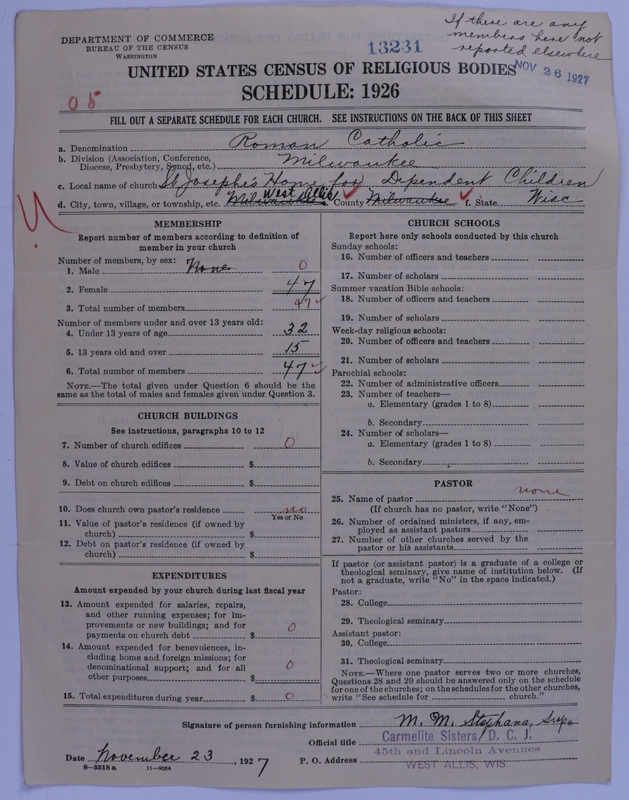 If there are any
members here not
reported elsewhere
DEPARTMENT OF COMMERCE
BUREAU OF THE CENSUS
WASHINGTON
13231
NOV 26 1927
UNITED STATES CENSUS OF RELIGIOUS BODIES
SCHEDULE: 1926
05
FILL OUT A SEPARATE SCHEDULE FOR EACH CHURCH. SEE INSTRUCTIONS ON THE BACK OF THIS SHEET
a. Denomination Roman Catholic
b. Division (Association, Conference, Diocese, Presbytery, Synod, etc.) Milwaukee
c. Local name of church St Joseph's Home for Dependent Children
West Allis
d. City, town, village, or township, etc. Milwaukee e. County Milwaukee f. State Wisc
MEMBERSHIP
Report number of members according to definition of
member in your church
Number of members, by sex:
1. Male None 0
2. Female 47
3. Total number of members 47
Number of members under and over 13 years old:
4. Under 13 years of age 32
5. 13 years old and over 15
6. Total number of members 47
NOTE.—The total given under Question 6 should be
same as the total of males and females given under Question 3.
CHURCH BUILDINGS
See instructions, paragraphs 10 to 12
7. Number of church edifices 0
8. Value of church edifices $
9. Debt on church edifices $
10. Does church own pastor's residence no
Yes or No
11. Value of pastor's residence (if owned by
church) $
12. Debt on pastor's residence (if owned by
church) $
EXPENDITURES
Amount expended by your church during last fiscal year
13. Amount expended for salaries, repairs,
and other running expenses; for im-
provements or new buildings; and for
payments on church debt $ 0
14. Amount expended for benevolences, in-
cluding home and foreign missions; for
denominational support; and for all
other purposes $ 0
15. Total expenditures during year $ 0
CHURCH SCHOOLS
Report here only schools conducted by this church
Sunday schools:
16. Number of officers and teachers
17. Number of scholars
Summer vacation Bible schools:
18. Number of officers and teachers
19. Number of scholars
Week-day religious schools:
20. Number of officers and teachers
21. Number of scholars
Parochial schools:
22. Number of administrative officers
23. Number of teachers—
a. Elementary (grades 1 to 8)
b. Secondary
24. Number of scholars—
a. Elementary (grades 1 to 8)
b. Secondary
PASTOR
25. Name of pastor none
(If church has no pastor, write "None")
26. Number of ordained ministers, if any, em-
ployed as assistant pastors
27. Number of other churches served by the
pastor or his assistants
If pastor (or assistant pastor) is a graduate of a college or
theological seminary, give name of institution below. (If
not a graduate, write "No" in the space indicated.)
Pastor:
28. College
29. Theological seminary
Assistant pastor:
30. College
31. Theological seminary
NOTE.—Where one pastor serves two or more churches,
Questions 28 and 29 should be answered only on the schedule
for one of the churches; on the schedules for the other churches,
write "See schedule for church."
Signature of person furnishing information M. M. Stephana, Supr
Official title Carmelite Sisters, D. C. J.
45th and Lincoln Avenues
Date November 23, 1927 P. O. Address WEST ALLIS, WIS.
8—5518a 11—9054